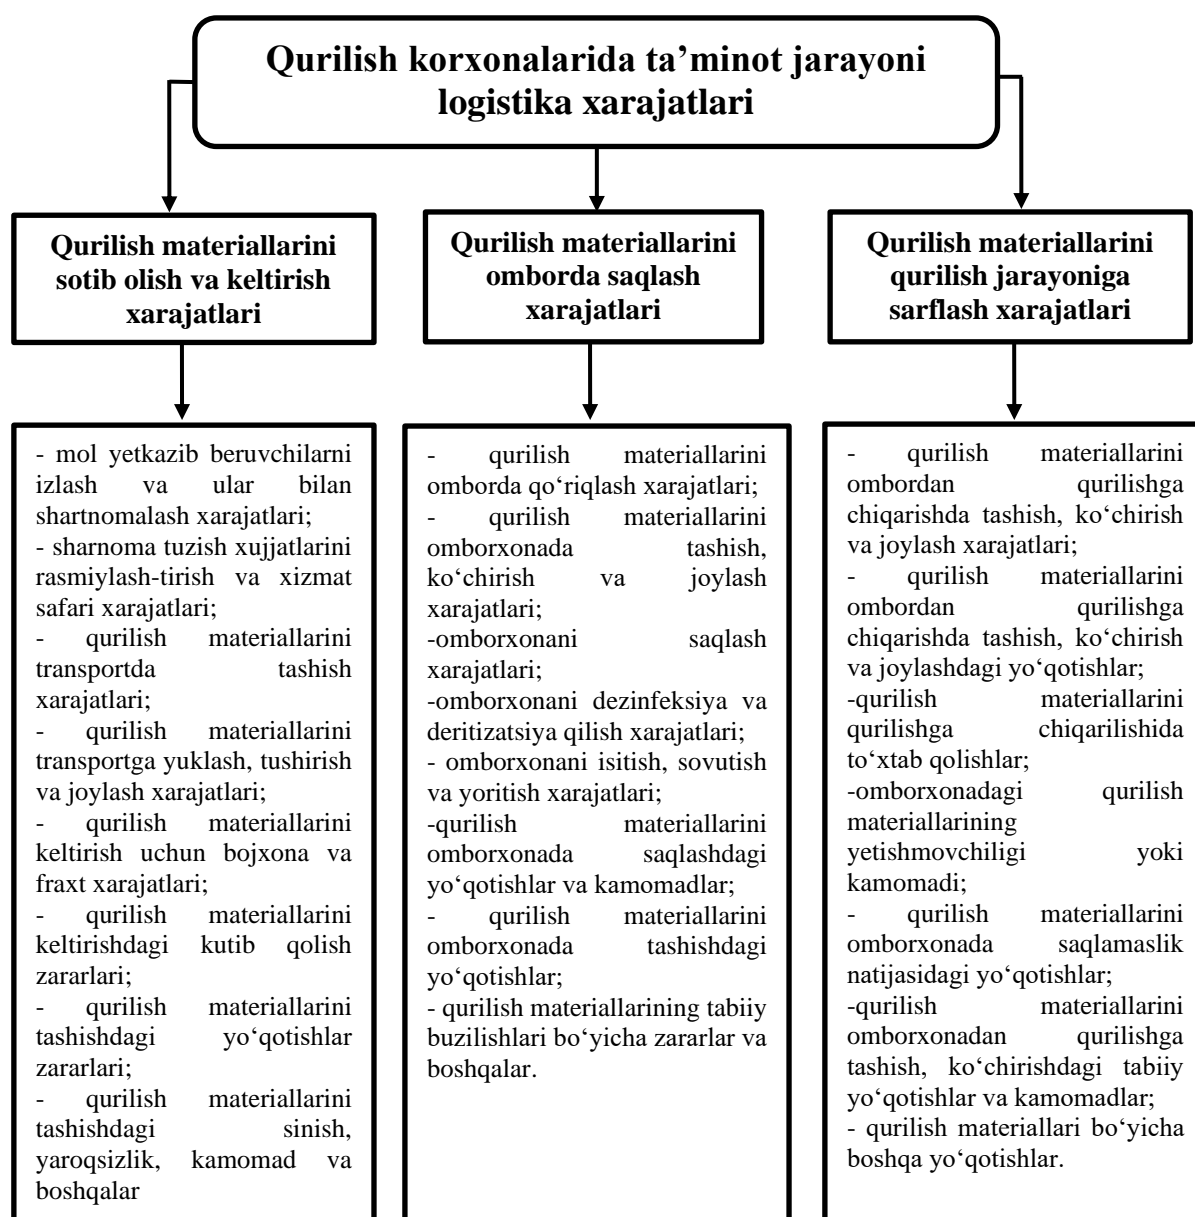 Qurilish korxonalarida ta’minot jarayoni
logistika xarajatlari
Qurilish materiallarini
sotib olish va keltirish
xarajatlari
Qurilish materiallarini
omborda saqlash
xarajatlari
Qurilish materiallarini
qurilish jarayoniga
sarflash xarajatlari
- mol yetkazib beruvchilarni
izlash va ular bilan
shartnomalash xarajatlari;
- sharnoma tuzish xujjatlarini
rasmiylash-tirish va xizmat
safari xarajatlari;
- qurilish materiallarini
transportda tashish
xarajatlari;
- qurilish materiallarini
transportga yuklash, tushirish
va joylash xarajatlari;
- qurilish materiallarini
keltirish uchun bojxona va
fraxt xarajatlari;
- qurilish materiallarini
keltirishdagi kutib qolish
zararlari;
- qurilish materiallarini
tashishdagi yo‘qotishlar
zararlari;
- qurilish materiallarini
tashishdagi sinish,
yaroqsizlik, kamomad va
boshqalar
- qurilish materiallarini
omborda qo‘riqlash xarajatlari;
- qurilish materiallarini
omborxonada tashish,
ko‘chirish va joylash
xarajatlari;
-omborxonani saqlash
xarajatlari;
-omborxonani dezinfeksiya va
deritizatsiya qilish xarajatlari;
- omborxonani isitish, sovutish
va yoritish xarajatlari;
-qurilish materiallarini
omborxonada saqlashdagi
yo‘qotishlar va kamomadlar;
- qurilish materiallarini
omborxonada tashishdagi
yo‘qotishlar;
- qurilish materiallarining tabiiy
buzilishlari bo‘yicha zararlar va
boshqalar.
- qurilish materiallarini
ombordan qurilishga
chiqarishda tashish, ko‘chirish
va joylash xarajatlari;
- qurilish materiallarini
ombordan qurilishga
chiqarishda tashish, ko‘chirish
va joylashdagi yo‘qotishlar;
-qurilish materiallarini
qurilishga chiqarilishida
to‘xtab qolishlar;
-omborxonadagi qurilish
materiallarining
yetishmovchiligi yoki
kamomadi;
- qurilish materiallarini
omborxonada saqlamaslik
natijasidagi yo‘qotishlar;
-qurilish materiallarini
omborxonadan qurilishga
tashish, ko‘chirishdagi tabiiy
yo‘qotishlar va kamomadlar;
- qurilish materiallari bo‘yicha
boshqa yo‘qotishlar.